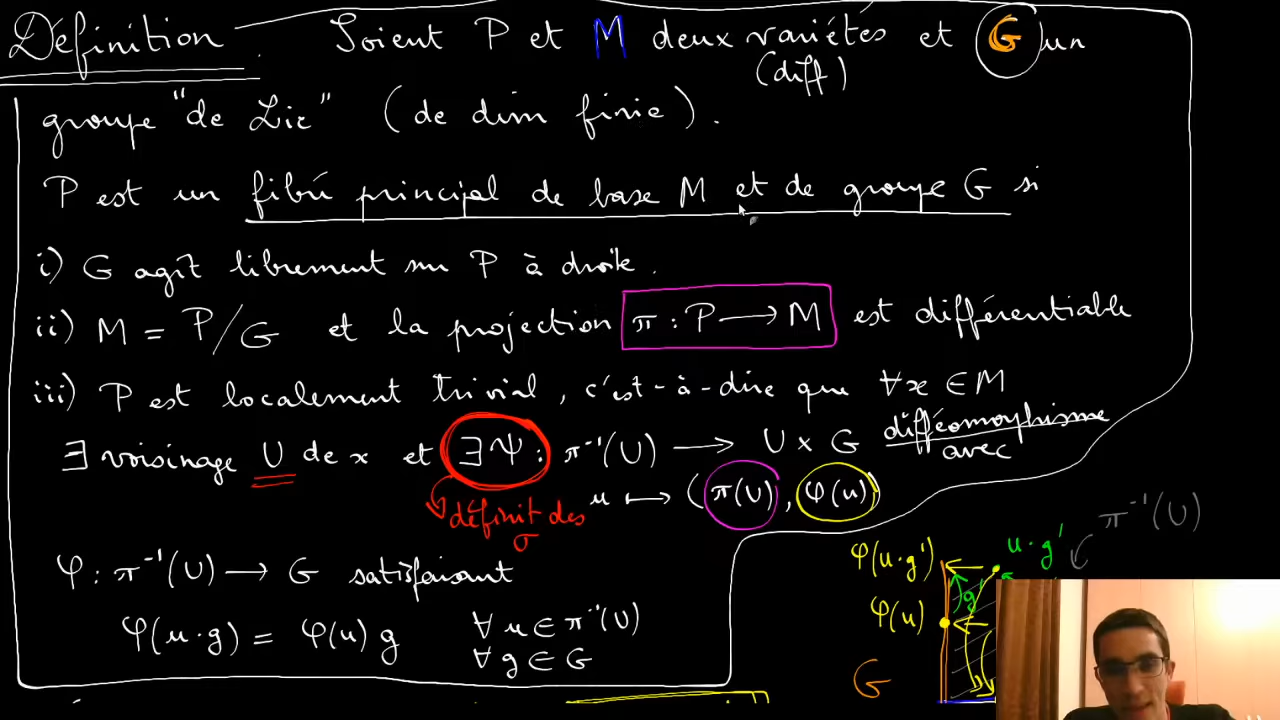 Définition. Soient P et M deux variétés et G un
(diff)
groupe "de Lie" (de dim finie).
P est un fibré principal de base M et de groupe G si
i) G agit librement sur P à droite.
ii) M = P/G et la projection π : P ⟶ M est différentiable
iii) P est localement trivial, c'est-à-dire que ∀x ∈ M
∃ voisinage U de x et ∃ Ψ : π⁻¹(U) ⟶ U × G difféomorphisme avec
u ⟼ (π(U), φ(u))
définit des σ
φ : π⁻¹(U) ⟶ G satisfaisant
φ(u·g) = φ(u) g ∀ u ∈ π⁻¹(U)
∀ g ∈ G
π⁻¹(U)
φ(u·g') u·g'
g'
φ(u)
G